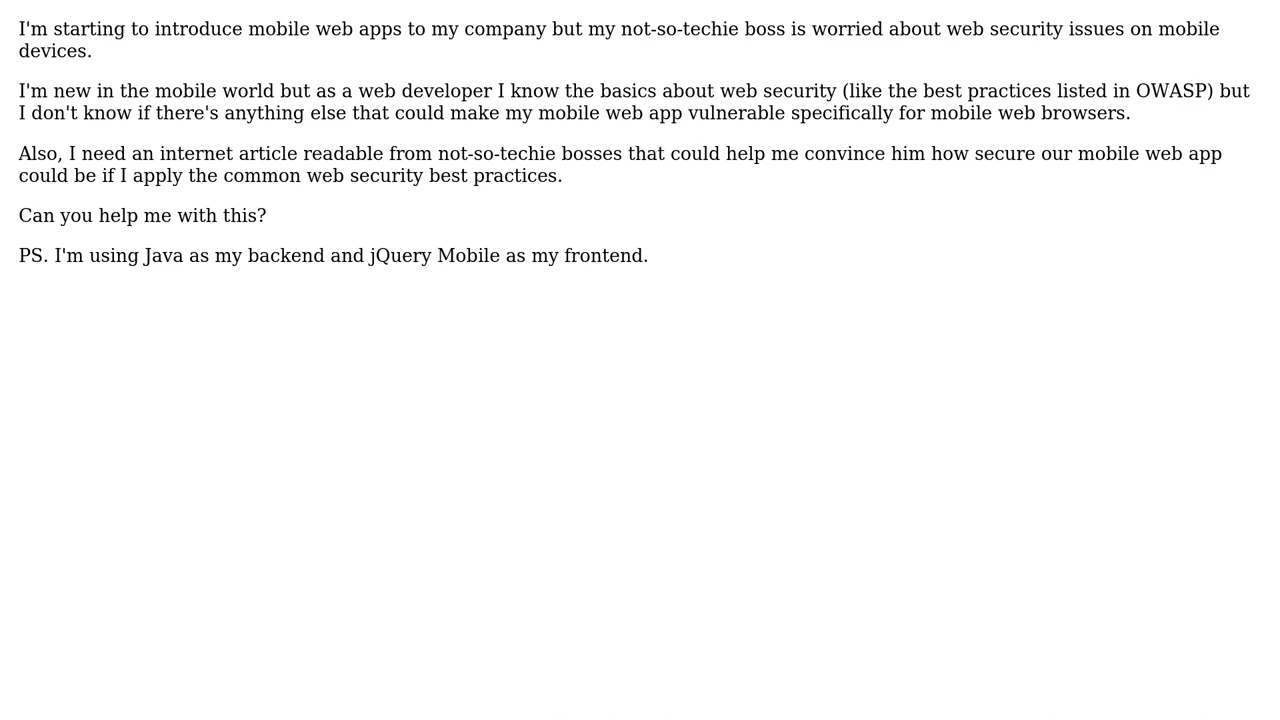 I'm starting to introduce mobile web apps to my company but my not-so-techie boss is worried about web security issues on mobile
devices.
I'm new in the mobile world but as a web developer I know the basics about web security (like the best practices listed in OWASP) but
I don't know if there's anything else that could make my mobile web app vulnerable specifically for mobile web browsers.
Also, I need an internet article readable from not-so-techie bosses that could help me convince him how secure our mobile web app
could be if I apply the common web security best practices.
Can you help me with this?
PS. I'm using Java as my backend and jQuery Mobile as my frontend.